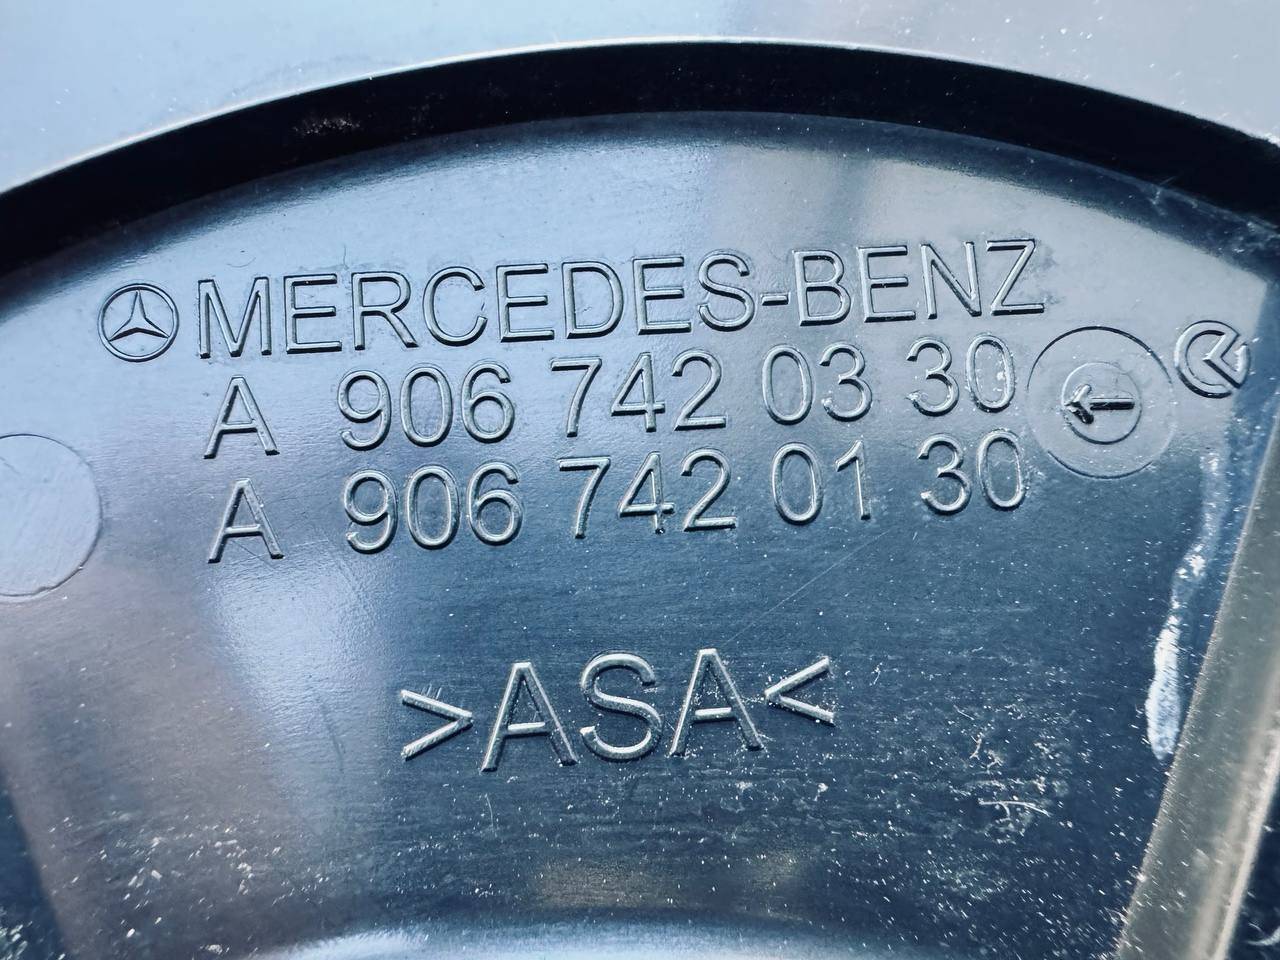 MERCEDES-BENZ
A 906 742 03 30
A 906 742 01 30
>ASA<